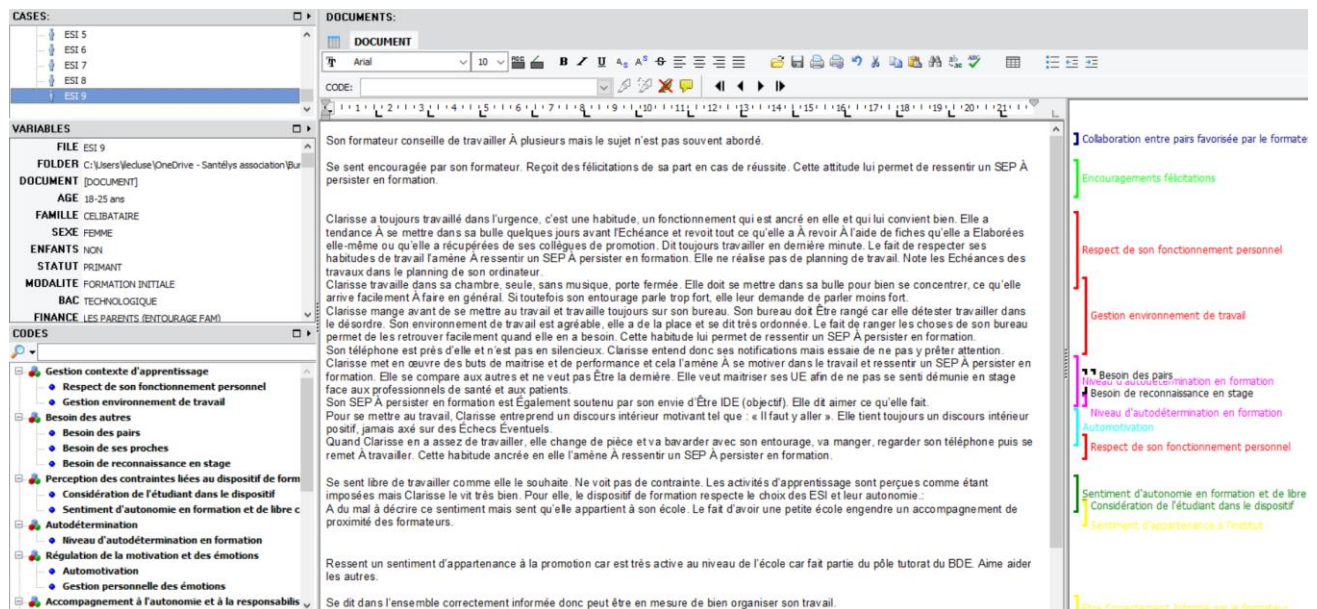 CASES:
ESI 5
ESI 6
ESI 7
ESI 8
ESI 9
VARIABLES
FILE ESI 9
FOLDER C:\Users\lecluse\OneDrive - Santélys association\Bur
DOCUMENT [DOCUMENT]
AGE 18-25 ans
FAMILLE CELIBATAIRE
SEXE FEMME
ENFANTS NON
STATUT PRIMANT
MODALITE FORMATION INITIALE
BAC TECHNOLOGIQUE
FINANCE LES PARENTS (ENTOURAGE FAM)
CODES
Gestion contexte d'apprentissage
Respect de son fonctionnement personnel
Gestion environnement de travail
Besoin des autres
Besoin des pairs
Besoin de ses proches
Besoin de reconnaissance en stage
Perception des contraintes liées au dispositif de form
Considération de l'étudiant dans le dispositif
Sentiment d'autonomie en formation et de libre c
Autodétermination
Niveau d'autodétermination en formation
Régulation de la motivation et des émotions
Automotivation
Gestion personnelle des émotions
Accompagnement à l'autonomie et à la responsabilis
DOCUMENTS:
DOCUMENT
Arial 10
CODE:
1 2 3 4 5 6 7 8 9 10 11 12 13 14 15 16 17 18 19 20 21
Son formateur conseille de travailler À plusieurs mais le sujet n'est pas souvent abordé.
Se sent encouragée par son formateur. Reçoit des félicitations de sa part en cas de réussite. Cette attitude lui permet de ressentir un SEP À
persister en formation.
Clarisse a toujours travaillé dans l'urgence, c'est une habitude, un fonctionnement qui est ancré en elle et qui lui convient bien. Elle a
tendance À se mettre dans sa bulle quelques jours avant l'Echéance et revoit tout ce qu'elle a À revoir À l'aide de fiches qu'elle a Elaborées
elle-même ou qu'elle a récupérées de ses collègues de promotion. Dit toujours travailler en dernière minute. Le fait de respecter ses
habitudes de travail l'amène À ressentir un SEP À persister en formation. Elle ne réalise pas de planning de travail. Note les Echéances des
travaux dans le planning de son ordinateur.
Clarisse travaille dans sa chambre, seule, sans musique, porte fermée. Elle doit se mettre dans sa bulle pour bien se concentrer, ce qu'elle
arrive facilement À faire en général. Si toutefois son entourage parle trop fort, elle leur demande de parler moins fort.
Clarisse mange avant de se mettre au travail et travaille toujours sur son bureau. Son bureau doit Être rangé car elle détester travailler dans
le désordre. Son environnement de travail est agréable, elle a de la place et se dit très ordonnée. Le fait de ranger les choses de son bureau
permet de les retrouver facilement quand elle en a besoin. Cette habitude lui permet de ressentir un SEP À persister en formation.
Son téléphone est près d'elle et n'est pas en silencieux. Clarisse entend donc ses notifications mais essaie de ne pas y prêter attention.
Clarisse met en œuvre des buts de maitrise et de performance et cela l'amène À se motiver dans le travail et ressentir un SEP À persister en
formation. Elle se compare aux autres et ne veut pas Être la dernière. Elle veut maitriser ses UE afin de ne pas se senti démunie en stage
face aux professionnels de santé et aux patients.
Son SEP À persister en formation est Également soutenu par son envie d'Être IDE (objectif). Elle dit aimer ce qu'elle fait.
Pour se mettre au travail, Clarisse entreprend un discours intérieur motivant tel que : « Il faut y aller ». Elle tient toujours un discours intérieur
positif, jamais axé sur des Échecs Éventuels.
Quand Clarisse en a assez de travailler, elle change de pièce et va bavarder avec son entourage, va manger, regarder son téléphone puis se
remet À travailler. Cette habitude ancrée en elle l'amène À ressentir un SEP À persister en formation.
Se sent libre de travailler comme elle le souhaite. Ne voit pas de contrainte. Les activités d'apprentissage sont perçues comme étant
imposées mais Clarisse le vit très bien. Pour elle, le dispositif de formation respecte le choix des ESI et leur autonomie.:
A du mal à décrire ce sentiment mais sent qu'elle appartient à son école. Le fait d'avoir une petite école engendre un accompagnement de
proximité des formateurs.
Ressent un sentiment d'appartenance à la promotion car est très active au niveau de l'école car fait partie du pôle tutorat du BDE. Aime aider
les autres.
Se dit dans l'ensemble correctement informée donc peut être en mesure de bien organiser son travail.
Collaboration entre pairs favorisée par le formate
Encouragements félicitations
Respect de son fonctionnement personnel
Gestion environnement de travail
Besoin des pairs
Niveau d'autodétermination en formation
Besoin de reconnaissance en stage
Niveau d'autodétermination en formation
Automotivation
Respect de son fonctionnement personnel
Sentiment d'autonomie en formation et de libre
Considération de l'étudiant dans le dispositif
Sentiment d'appartenance à l'institut